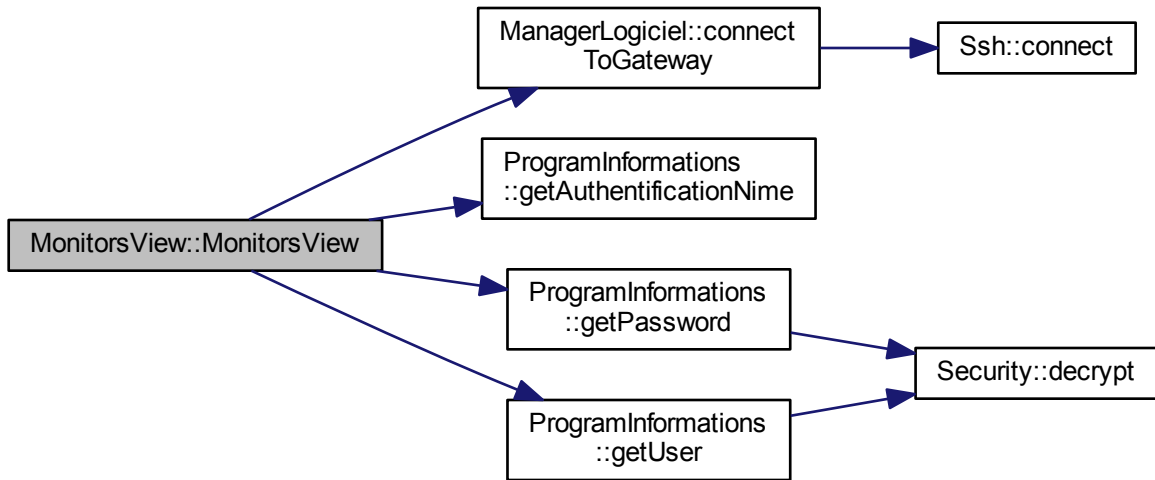 ManagerLogiciel::connect
ToGateway
Ssh::connect
ProgramInformations
::getAuthentificationNime
MonitorsView::MonitorsView
ProgramInformations
::getPassword
Security::decrypt
ProgramInformations
::getUser